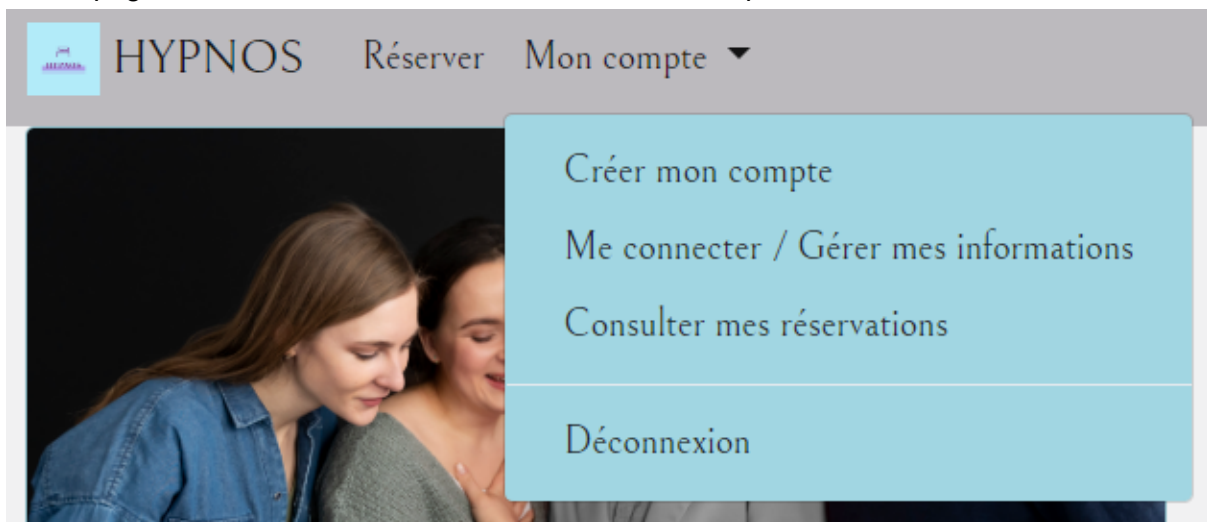 HYPNOS Réserver Mon compte
Créer mon compte
Me connecter / Gérer mes informations
Consulter mes réservations
Déconnexion